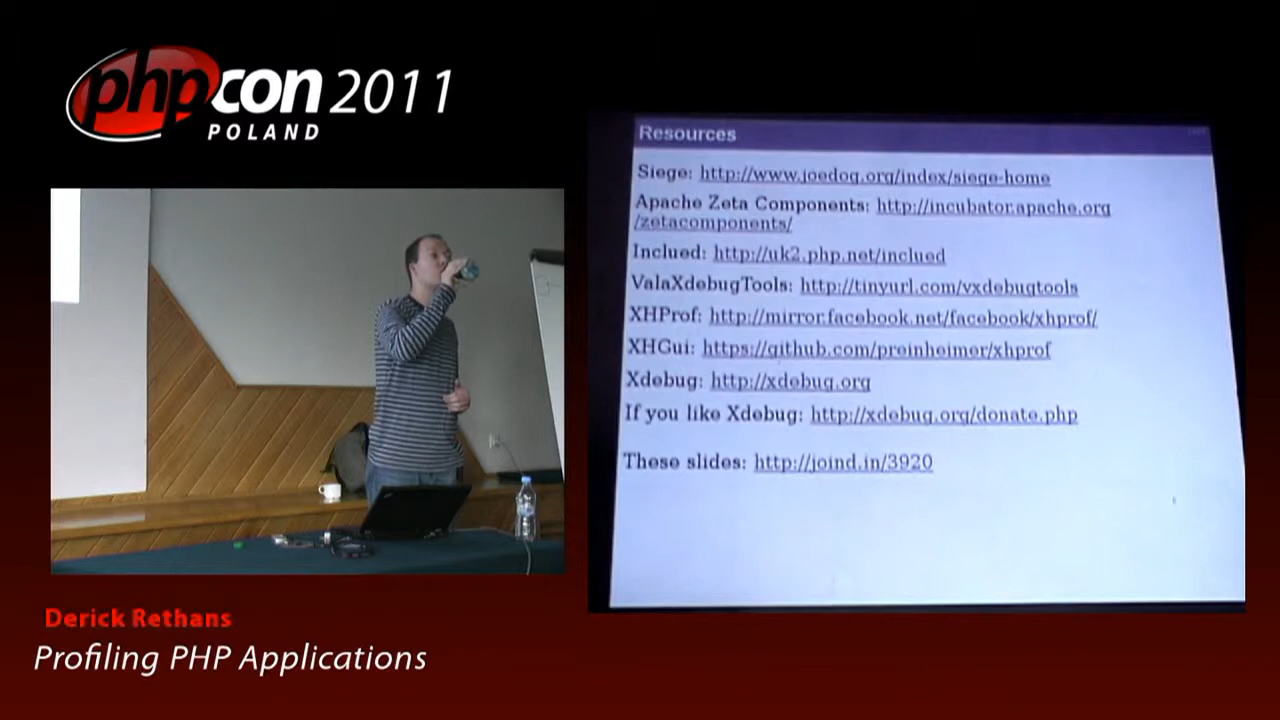 phpcon 2011
POLAND
Resources
Siege: http://www.joedog.org/index/siege-home
Apache Zeta Components: http://incubator.apache.org
/zetacomponents/
Inclued: http://uk2.php.net/inclued
ValaXdebugTools: http://tinyurl.com/vxdebugtools
XHProf: http://mirror.facebook.net/facebook/xhprof/
XHGui: https://github.com/preinheimer/xhprof
Xdebug: http://xdebug.org
If you like Xdebug: http://xdebug.org/donate.php
These slides: http://joind.in/3920
Derick Rethans
Profiling PHP Applications